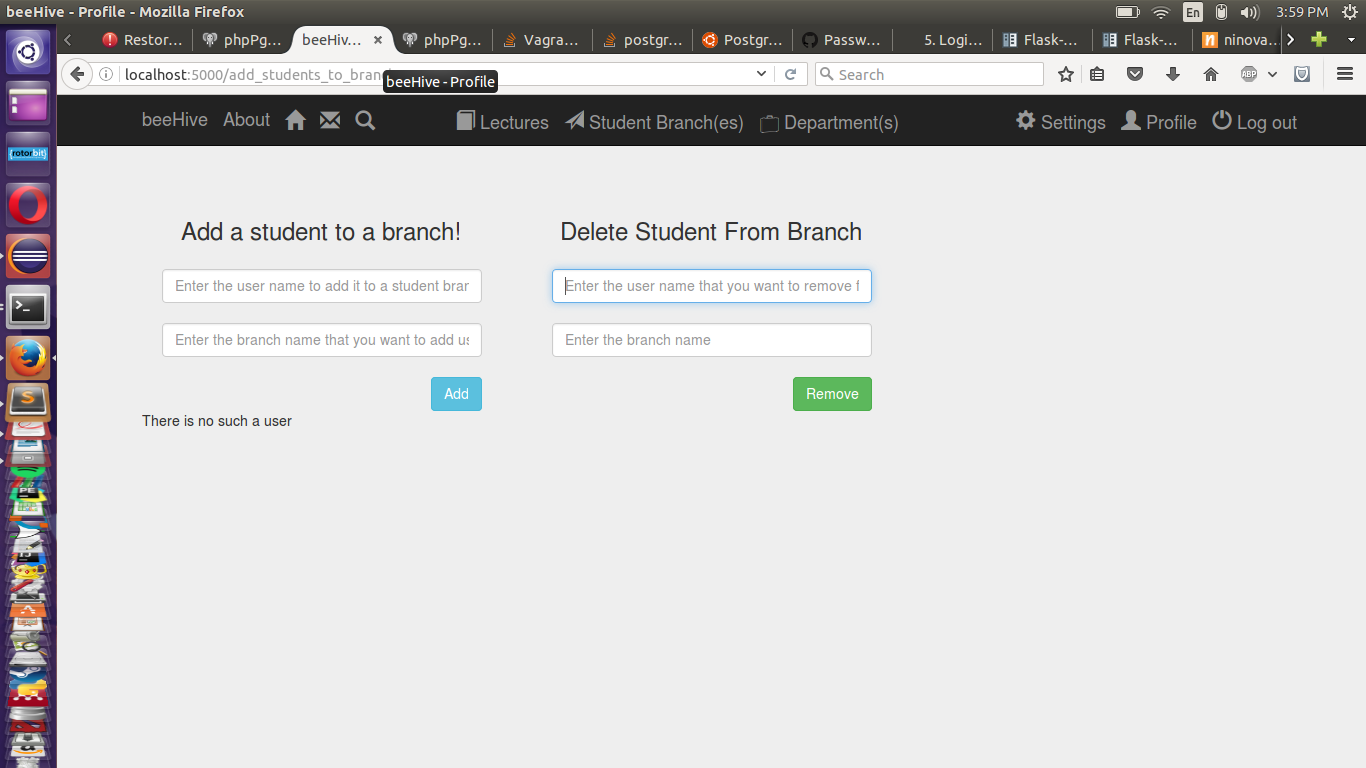 beeHive - Profile - Mozilla Firefox
En
3:59 PM
Restor...
phpPg...
beeHiv...
phpPg...
Vagra...
postgr...
Postgr...
Passw...
5. Logi...
Flask-...
Flask-...
ninova...
localhost:5000/add_students_to_bran
Search
ABP
beeHive - Profile
beeHive
About
Lectures
Student Branch(es)
Department(s)
Settings
Profile
Log out
rotorbit
Add a student to a branch!
Delete Student From Branch
Enter the user name to add it to a student bran
Enter the user name that you want to remove f
Enter the branch name that you want to add us
Enter the branch name
Add
Remove
There is no such a user